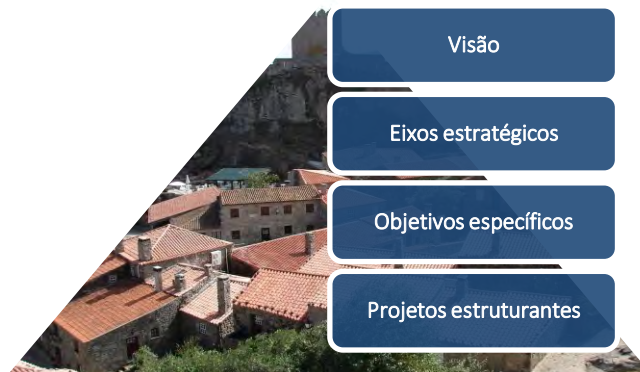 Visão
Eixos estratégicos
Objetivos específicos
Projetos estruturantes